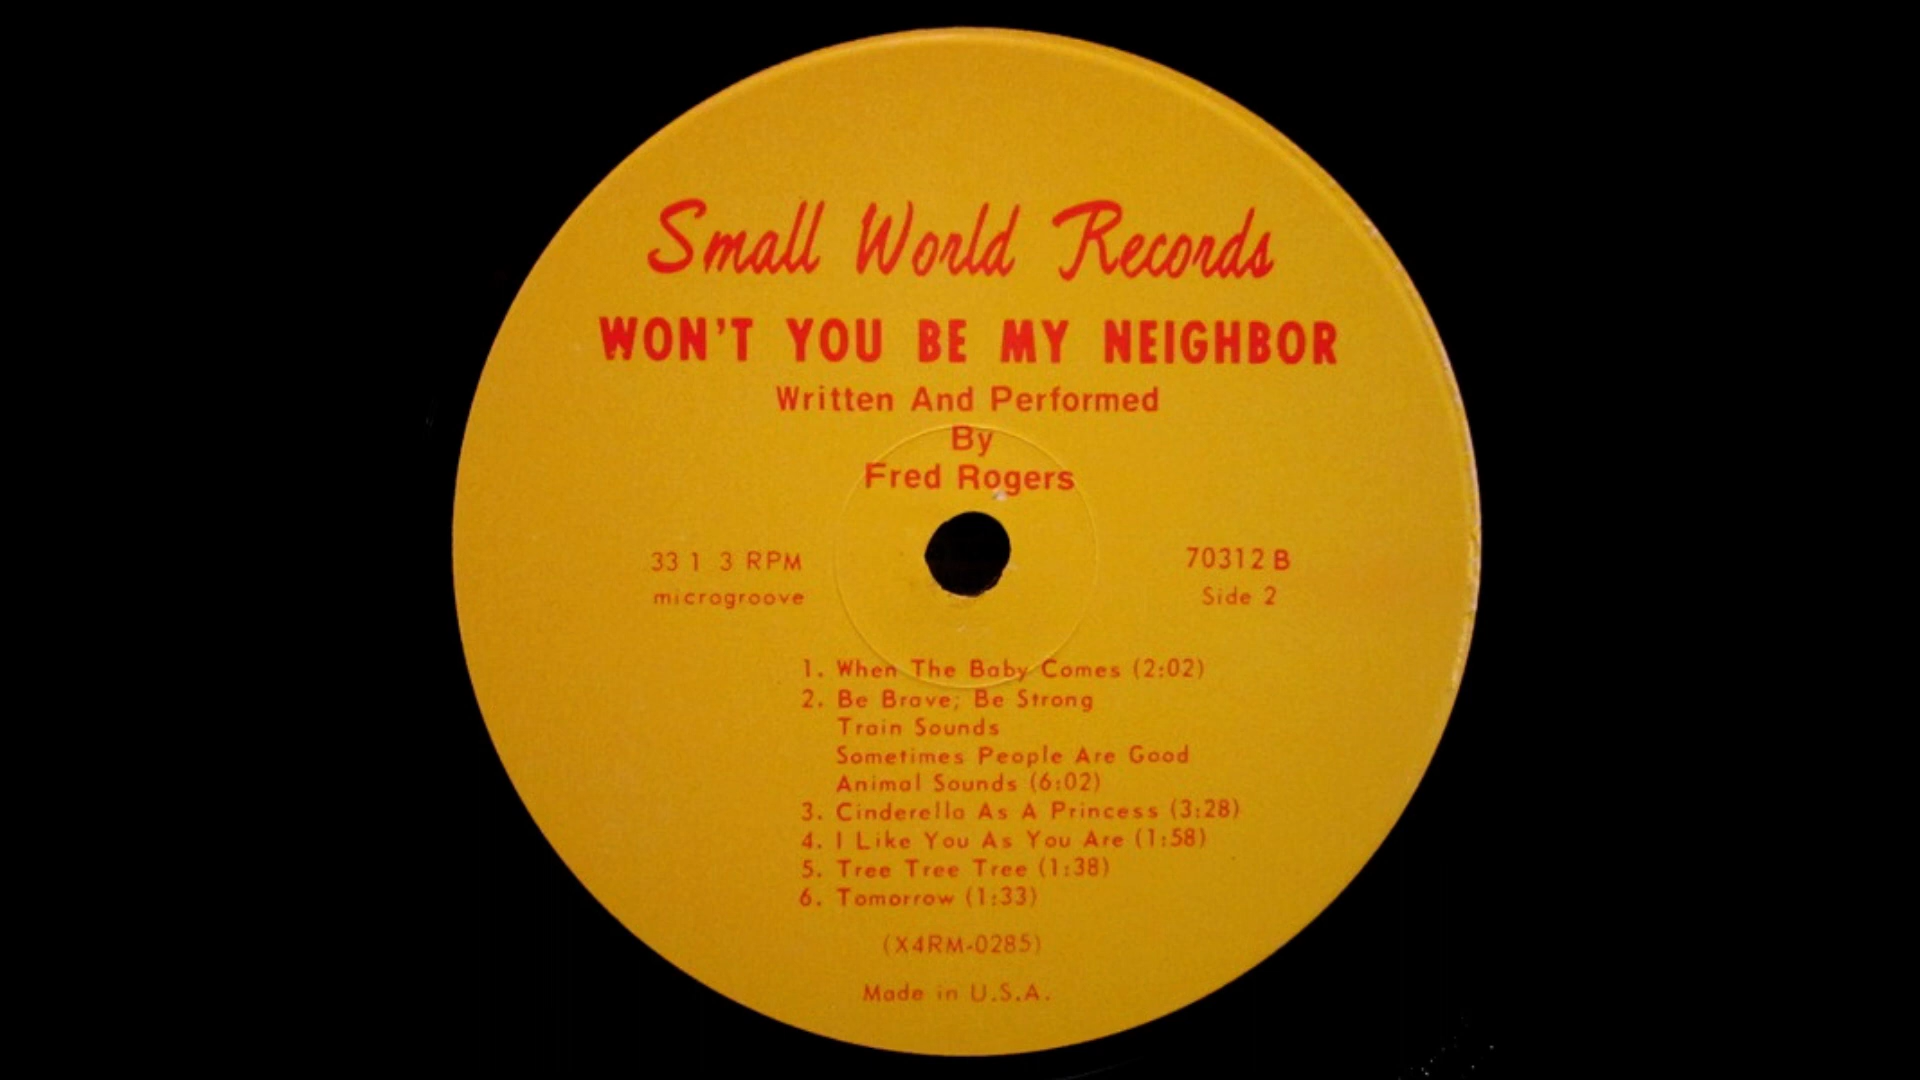 Small World Records
WON'T YOU BE MY NEIGHBOR
Written And Performed
By
Fred Rogers
33 1 3 RPM
microgroove
70312 B
Side 2
1. When The Baby Comes (2:02)
2. Be Brave; Be Strong
Train Sounds
Sometimes People Are Good
Animal Sounds (6:02)
3. Cinderella As A Princess (3:28)
4. I Like You As You Are (1:58)
5. Tree Tree Tree (1:38)
6. Tomorrow (1:33)
(X4RM-0285)
Made in U.S.A.